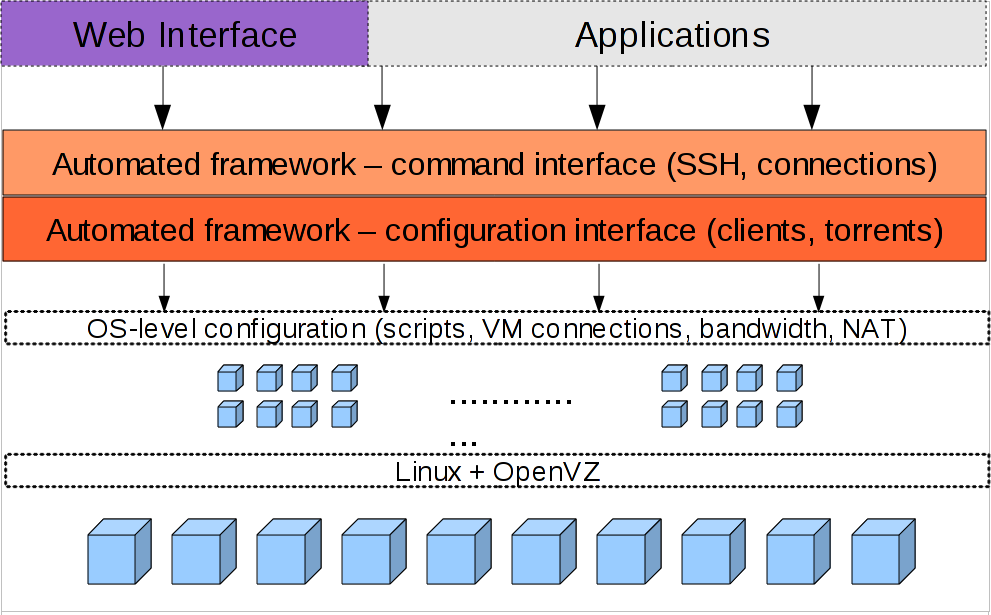 Web Interface
Applications
Automated framework – command interface (SSH, connections)
Automated framework – configuration interface (clients, torrents)
OS-level configuration (scripts, VM connections, bandwidth, NAT)
...........
...
Linux + OpenVZ